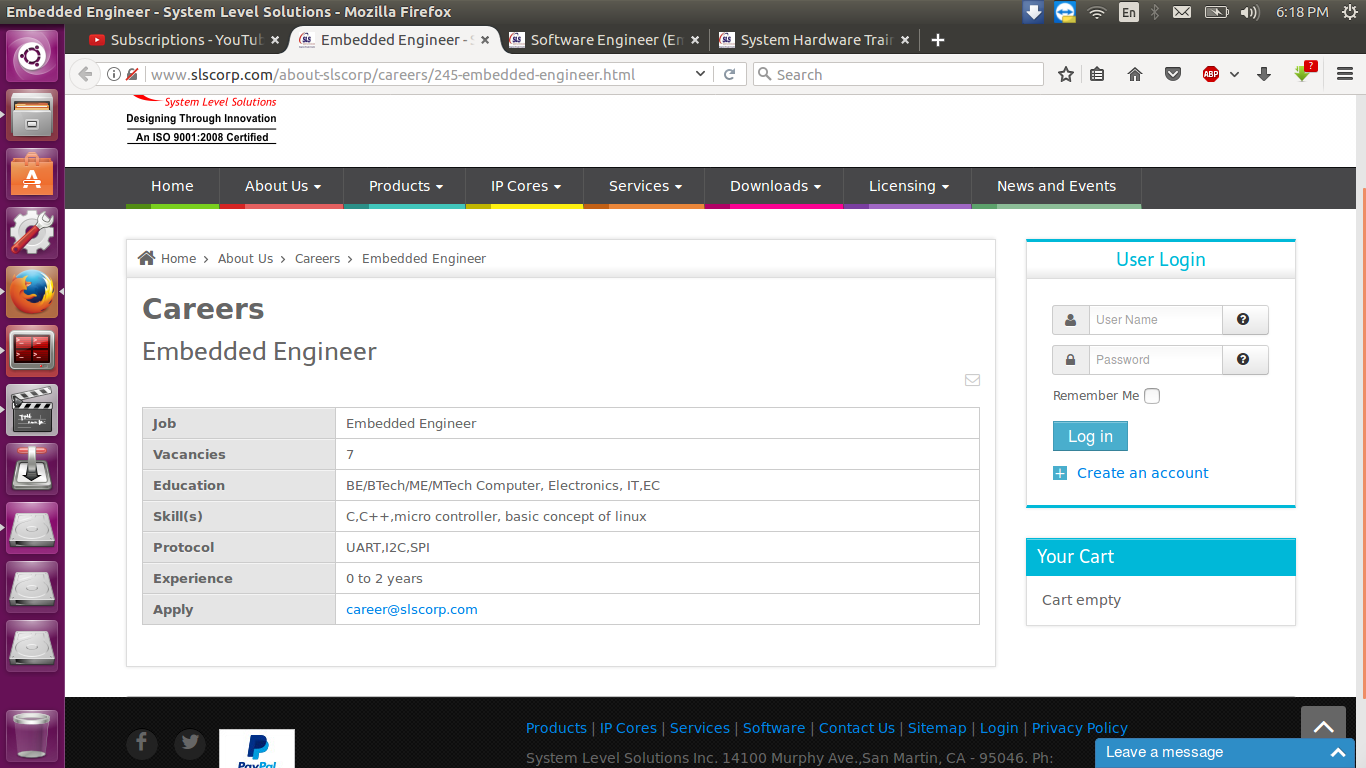 Embedded Engineer - System Level Solutions - Mozilla Firefox
En
6:18 PM
Subscriptions - YouTub
Embedded Engineer - S
Software Engineer (En
System Hardware Train
www.slscorp.com/about-slscorp/careers/245-embedded-engineer.html
Search
ABP
?
System Level Solutions
Designing Through Innovation
An ISO 9001:2008 Certified
Home
About Us
Products
IP Cores
Services
Downloads
Licensing
News and Events
Home > About Us > Careers > Embedded Engineer
Careers
Embedded Engineer
Job Embedded Engineer
Vacancies 7
Education BE/BTech/ME/MTech Computer, Electronics, IT,EC
Skill(s) C,C++,micro controller, basic concept of linux
Protocol UART,I2C,SPI
Experience 0 to 2 years
Apply career@slscorp.com
User Login
User Name
Password
Remember Me
Log in
Create an account
Your Cart
Cart empty
PayPal
Products | IP Cores | Services | Software | Contact Us | Sitemap | Login | Privacy Policy
System Level Solutions Inc. 14100 Murphy Ave.,San Martin, CA - 95046. Ph:
Leave a message